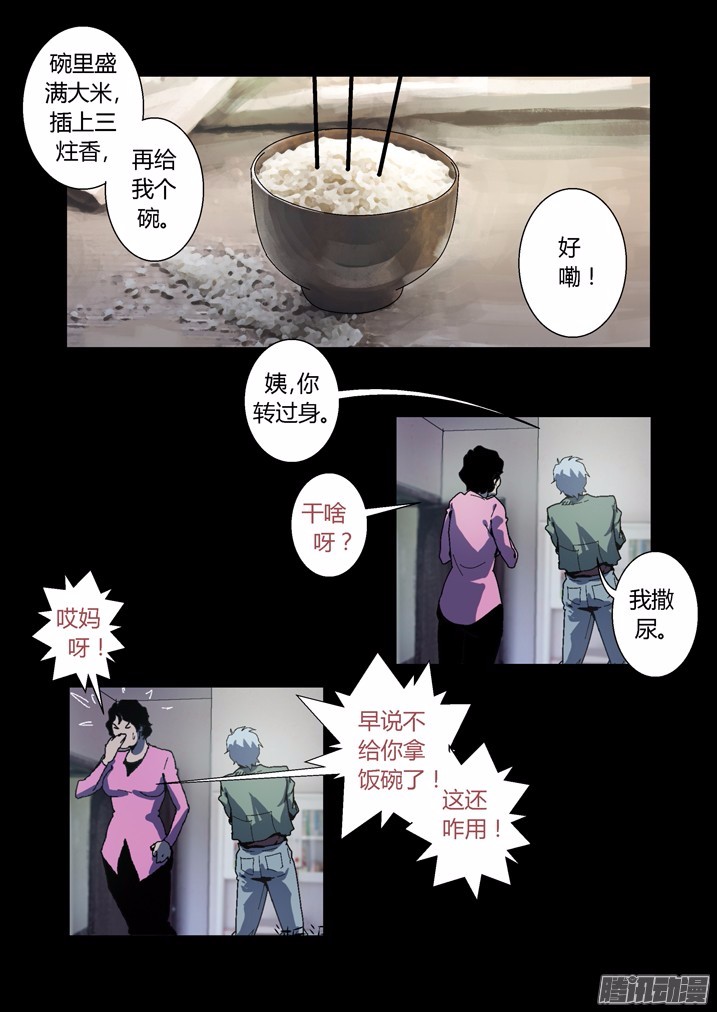 碗里盛
满大米,
插上三
炷香,
再给
我个
碗。
好
嘞！
姨,你
转过身。
干啥
呀？
我撒
尿。
哎妈
呀！
早说不
给你拿
饭碗了！
这还
咋用！
腾讯动漫